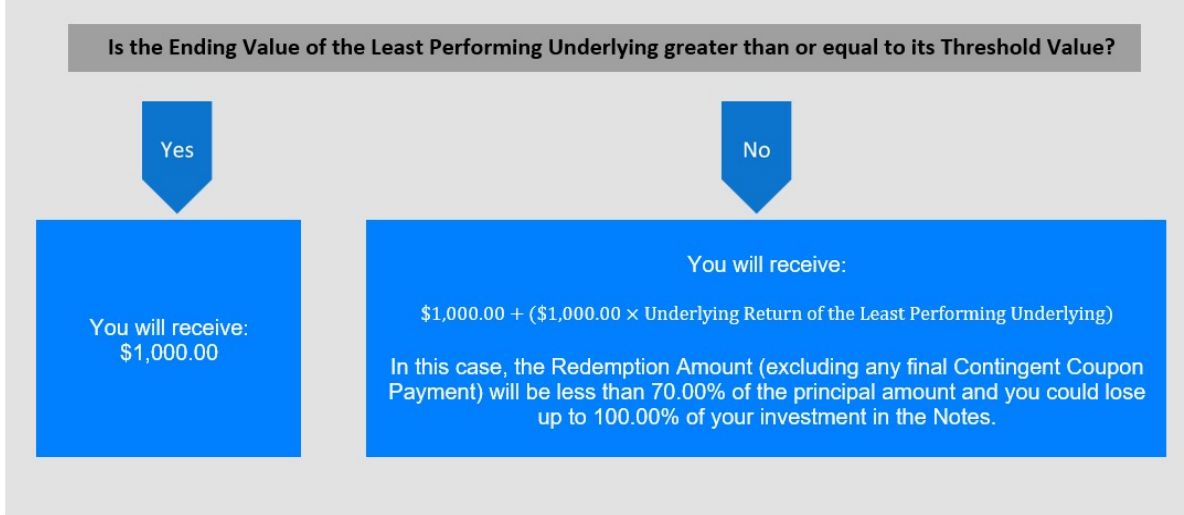 Is the Ending Value of the Least Performing Underlying greater than or equal to its Threshold Value?
Yes
No
You will receive:
$1,000.00
You will receive:
$1,000.00 + ($1,000.00 × Underlying Return of the Least Performing Underlying)
In this case, the Redemption Amount (excluding any final Contingent Coupon
Payment) will be less than 70.00% of the principal amount and you could lose
up to 100.00% of your investment in the Notes.